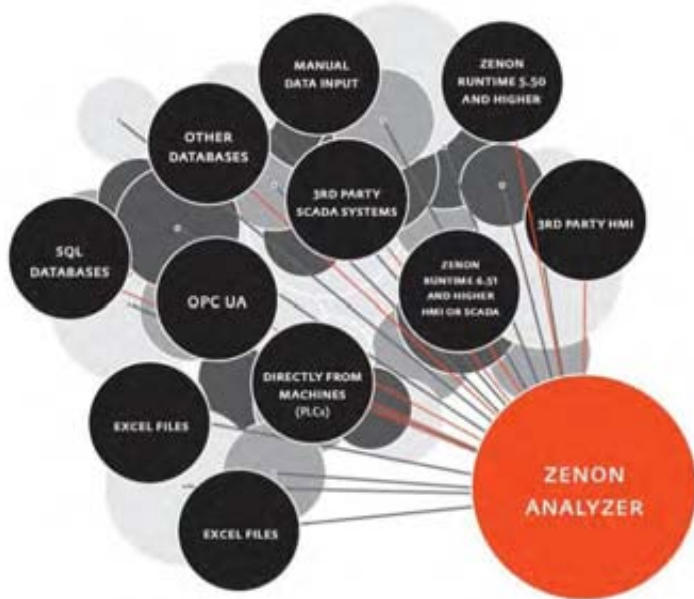 MANUAL
DATA INPUT
ZENON
RUNTIME 5.50
AND HIGHER
OTHER
DATABASES
3RD PARTY
SCADA SYSTEMS
3RD PARTY HMI
SQL
DATABASES
OPC UA
ZENON
RUNTIME 6.51
AND HIGHER
HMI OR SCADA
DIRECTLY FROM
MACHINES
(PLCs)
EXCEL FILES
ZENON
ANALYZER
EXCEL FILES